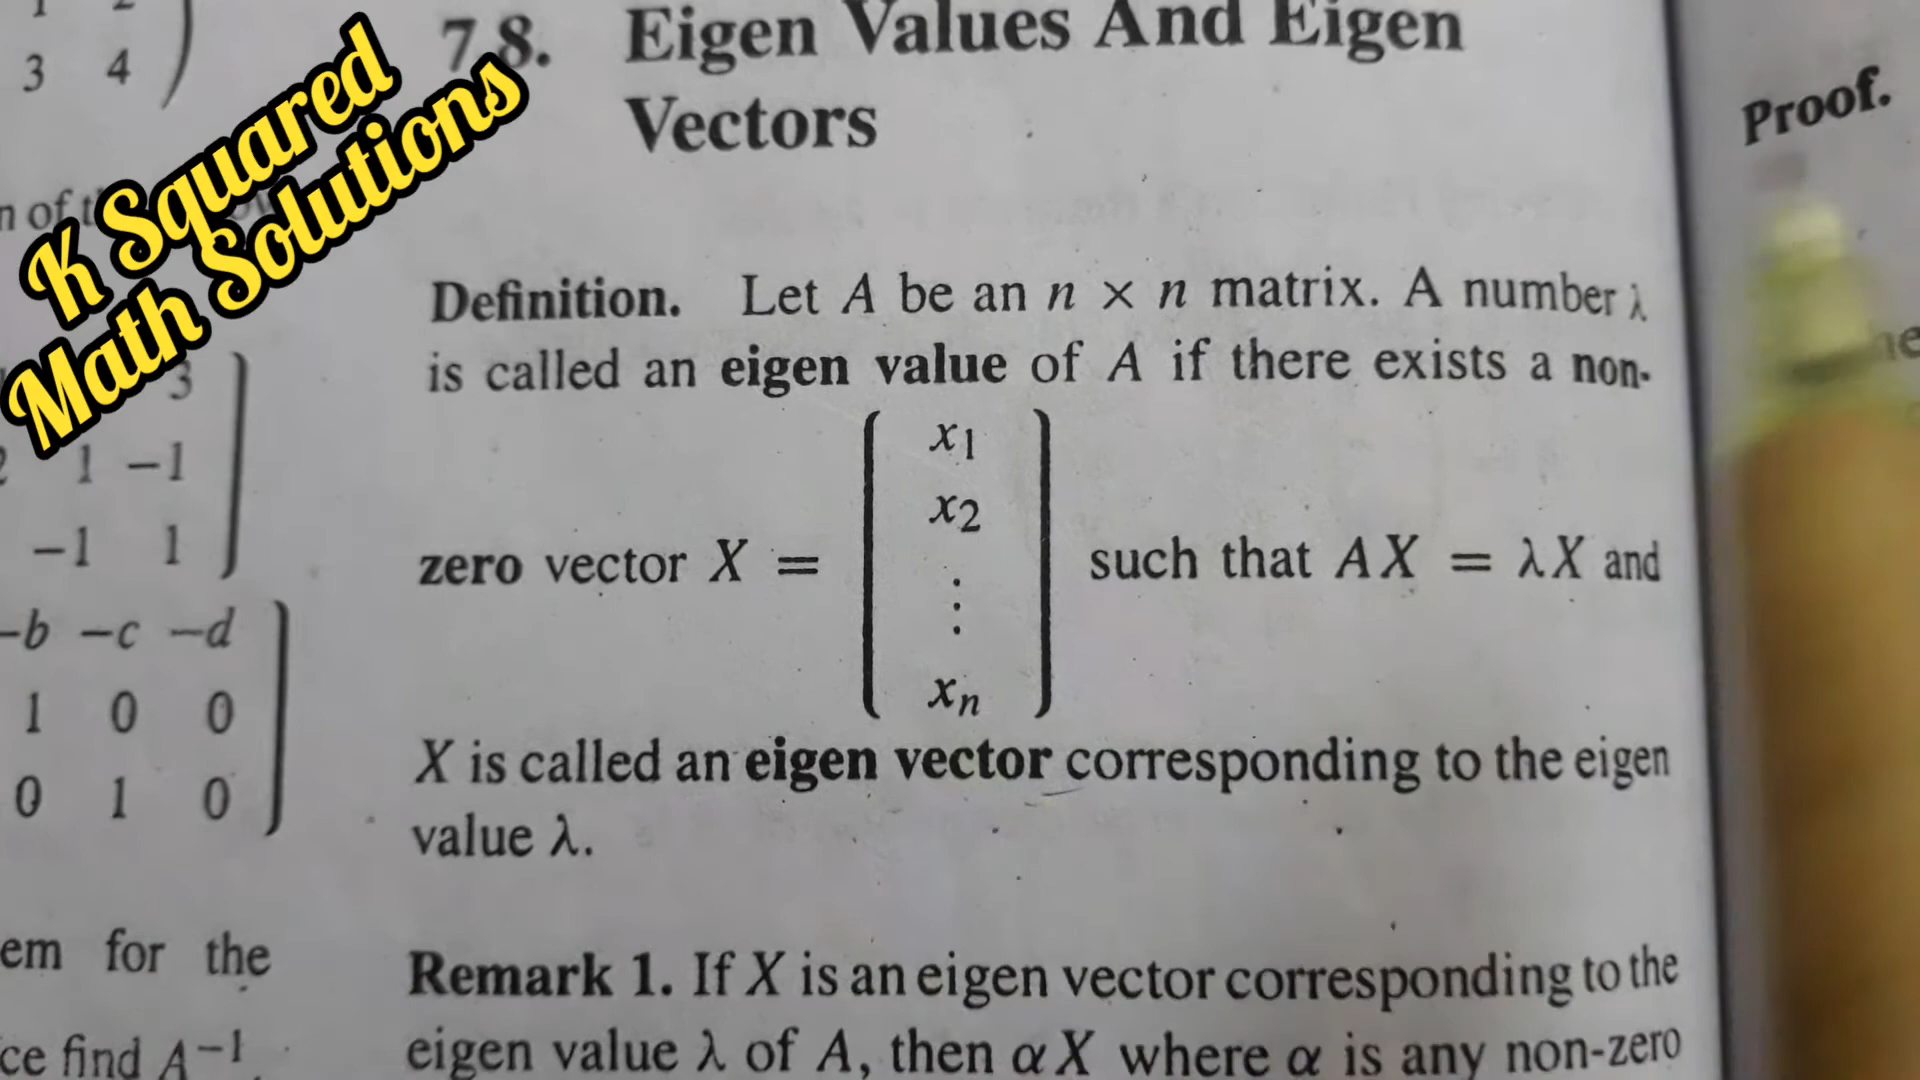 K Squared
Math Solutions
3 4
3
1 -1
-1 1
-b -c -d
1 0 0
0 1 0
em for the
ce find A⁻¹
7.8. Eigen Values And Eigen
Vectors
Definition. Let A be an n × n matrix. A number λ
is called an eigen value of A if there exists a non-
x₁
x₂
zero vector X = ⋮ such that AX = λX and
xₙ
X is called an eigen vector corresponding to the eigen
value λ.
Remark 1. If X is an eigen vector corresponding to the
eigen value λ of A, then αX where α is any non-zero
Proof.